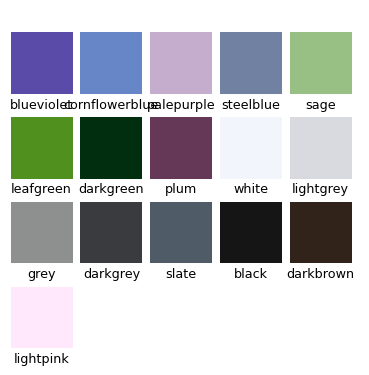 blueviolet cornflowerblue palepurple steelblue sage
leafgreen darkgreen plum white lightgrey
grey darkgrey slate black darkbrown
lightpink